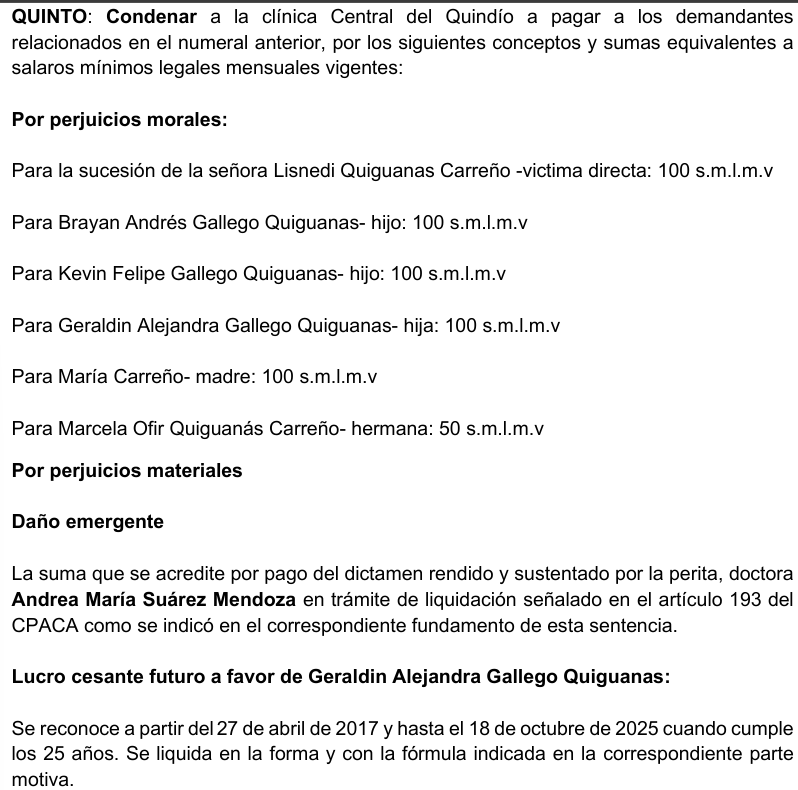 QUINTO: Condenar a la clínica Central del Quindío a pagar a los demandantes
relacionados en el numeral anterior, por los siguientes conceptos y sumas equivalentes a
salaros mínimos legales mensuales vigentes:
Por perjuicios morales:
Para la sucesión de la señora Lisnedi Quiguanas Carreño -victima directa: 100 s.m.l.m.v
Para Brayan Andrés Gallego Quiguanas- hijo: 100 s.m.l.m.v
Para Kevin Felipe Gallego Quiguanas- hijo: 100 s.m.l.m.v
Para Geraldin Alejandra Gallego Quiguanas- hija: 100 s.m.l.m.v
Para María Carreño- madre: 100 s.m.l.m.v
Para Marcela Ofir Quiguanás Carreño- hermana: 50 s.m.l.m.v
Por perjuicios materiales
Daño emergente
La suma que se acredite por pago del dictamen rendido y sustentado por la perita, doctora
Andrea María Suárez Mendoza en trámite de liquidación señalado en el artículo 193 del
CPACA como se indicó en el correspondiente fundamento de esta sentencia.
Lucro cesante futuro a favor de Geraldin Alejandra Gallego Quiguanas:
Se reconoce a partir del 27 de abril de 2017 y hasta el 18 de octubre de 2025 cuando cumple
los 25 años. Se liquida en la forma y con la fórmula indicada en la correspondiente parte
motiva.